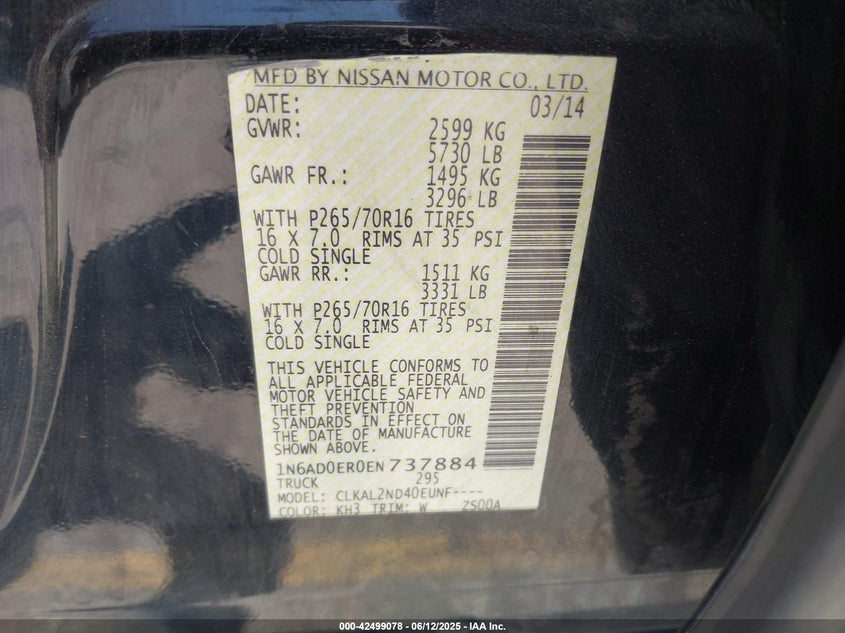 MFD BY NISSAN MOTOR CO., LTD.
DATE: 03/14
GVWR: 2599 KG
5730 LB
GAWR FR.: 1495 KG
3296 LB
WITH P265/70R16 TIRES
16 X 7.0 RIMS AT 35 PSI
COLD SINGLE
GAWR RR.: 1511 KG
3331 LB
WITH P265/70R16 TIRES
16 X 7.0 RIMS AT 35 PSI
COLD SINGLE
THIS VEHICLE CONFORMS TO
ALL APPLICABLE FEDERAL
MOTOR VEHICLE SAFETY AND
THEFT PREVENTION
STANDARDS IN EFFECT ON
THE DATE OF MANUFACTURE
SHOWN ABOVE.
1N6AD0ER0EN737884
TRUCK 295
MODEL: CLKAL2ND40EUNF----
COLOR: KH3 TRIM: W ZS00A
000-42499078 - 06/12/2025 - IAA Inc.